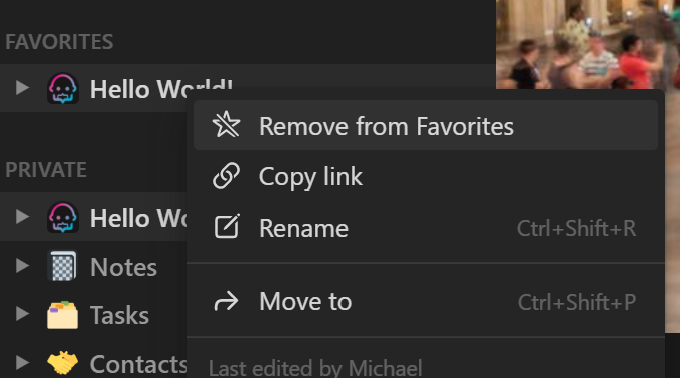 FAVORITES
Hello World!
Remove from Favorites
PRIVATE
Copy link
Hello Wo
Rename Ctrl+Shift+R
Notes
Move to Ctrl+Shift+P
Tasks
Contacts
Last edited by Michael